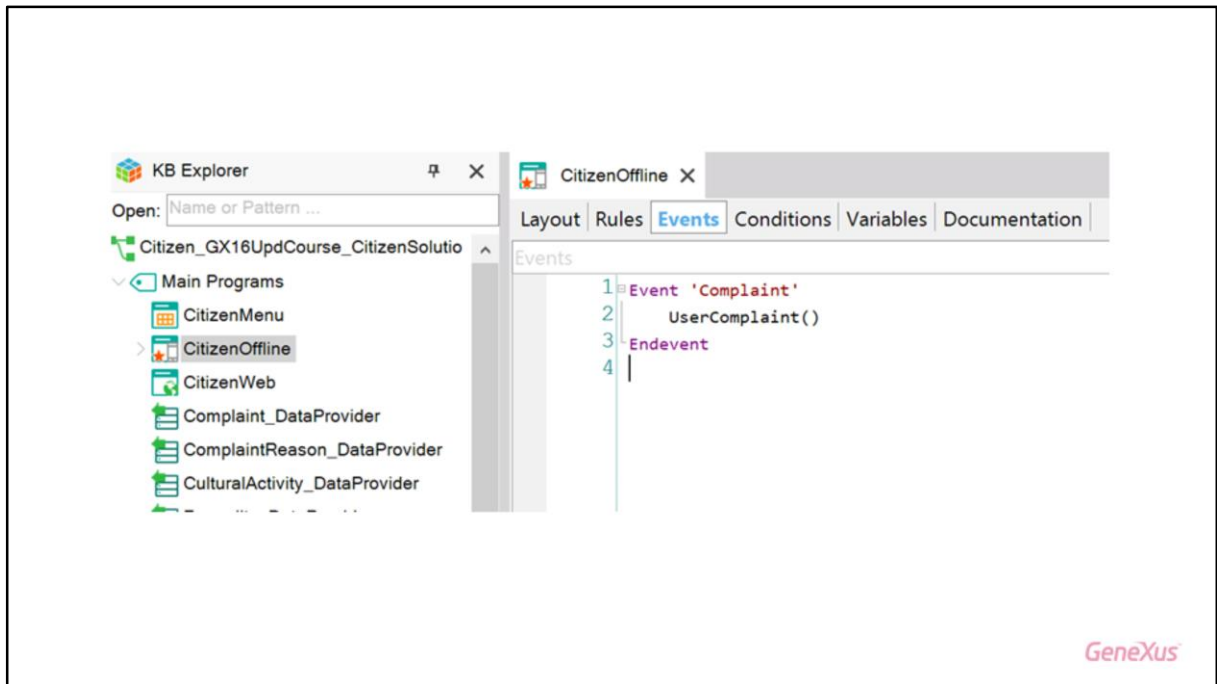 KB Explorer
Open: Name or Pattern ...
Citizen_GX16UpdCourse_CitizenSolutio
Main Programs
CitizenMenu
CitizenOffline
CitizenWeb
Complaint_DataProvider
ComplaintReason_DataProvider
CulturalActivity_DataProvider
CitizenOffline
Layout Rules Events Conditions Variables Documentation
Events
1 Event 'Complaint'
2 UserComplaint()
3 Endevent
4
GeneXus